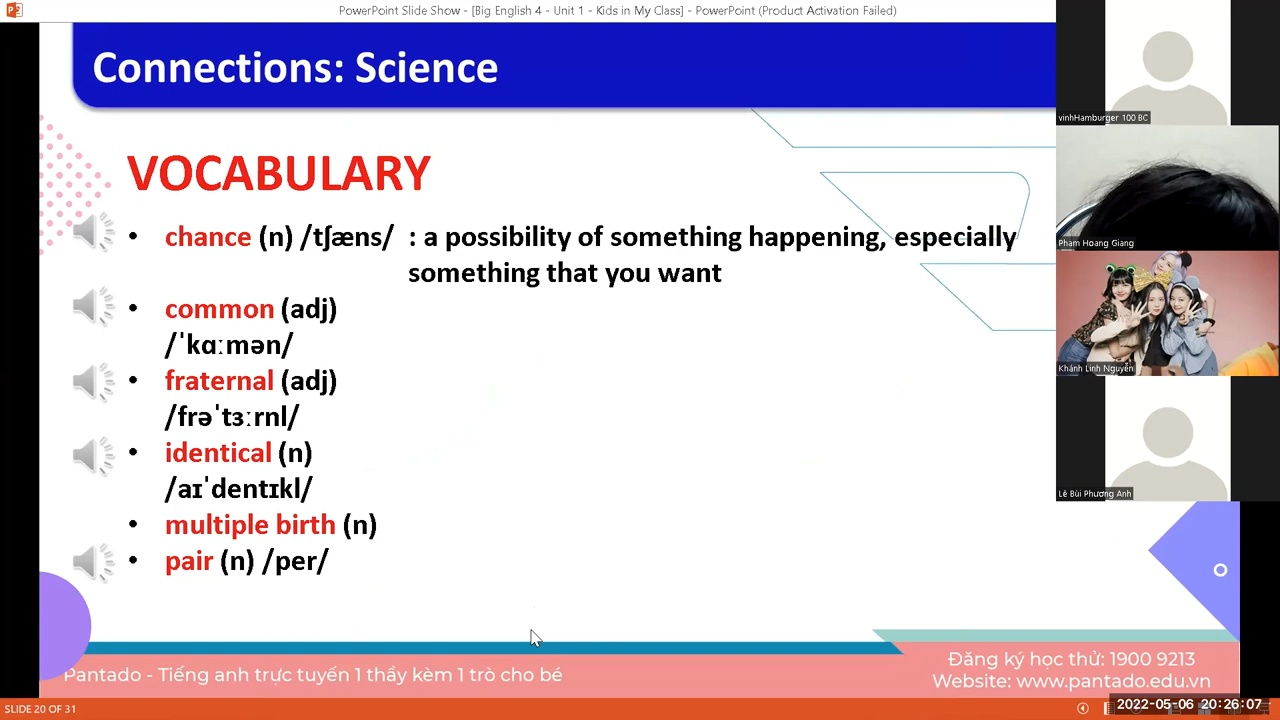 PowerPoint Slide Show - [Big English 4 - Unit 1 - Kids in My Class] - PowerPoint (Product Activation Failed)
Connections: Science
VOCABULARY
• chance (n) /tʃæns/ : a possibility of something happening, especially
something that you want
• common (adj)
/ˈkɑːmən/
• fraternal (adj)
/frəˈtɜːrnl/
• identical (n)
/aɪˈdentɪkl/
• multiple birth (n)
• pair (n) /per/
vinhHamburger 100 BC
Phạm Hoang Giang
Khánh Linh Nguyễn
Lê Bùi Phương Anh
Pantado - Tiếng anh trực tuyến 1 thầy kèm 1 trò cho bé
Đăng ký học thử: 1900 9213
Website: www.pantado.edu.vn
SLIDE 20 OF 31
2022-05-06 20:26:07